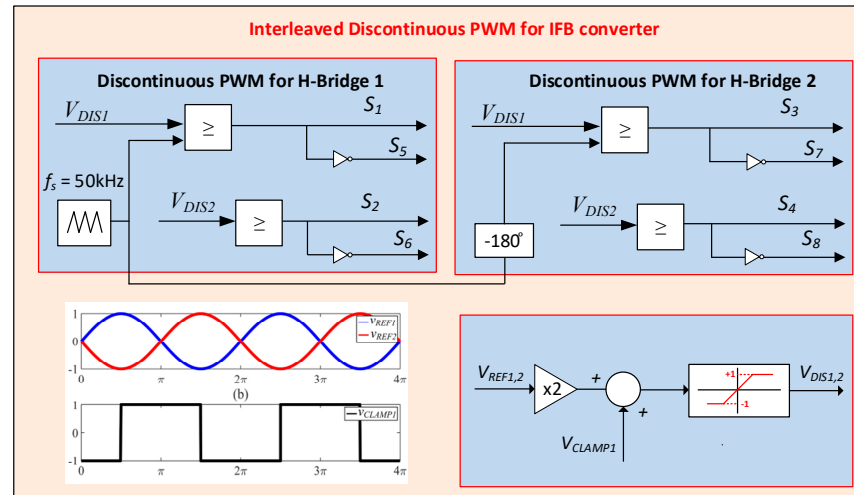 Interleaved Discontinuous PWM for IFB converter
Discontinuous PWM for H-Bridge 1
V_DIS1
≥
S_1
S_5
f_s = 50kHz
V_DIS2
≥
S_2
S_6
Discontinuous PWM for H-Bridge 2
V_DIS1
≥
S_3
S_7
-180°
V_DIS2
≥
S_4
S_8
1
0
-1
v_REF1
v_REF2
0 π 2π 3π 4π
(b)
1
0
-1
v_CLAMP1
0 π 2π 3π 4π
V_REF1,2
x2
+
+
V_CLAMP1
+1
-1
V_DIS1,2